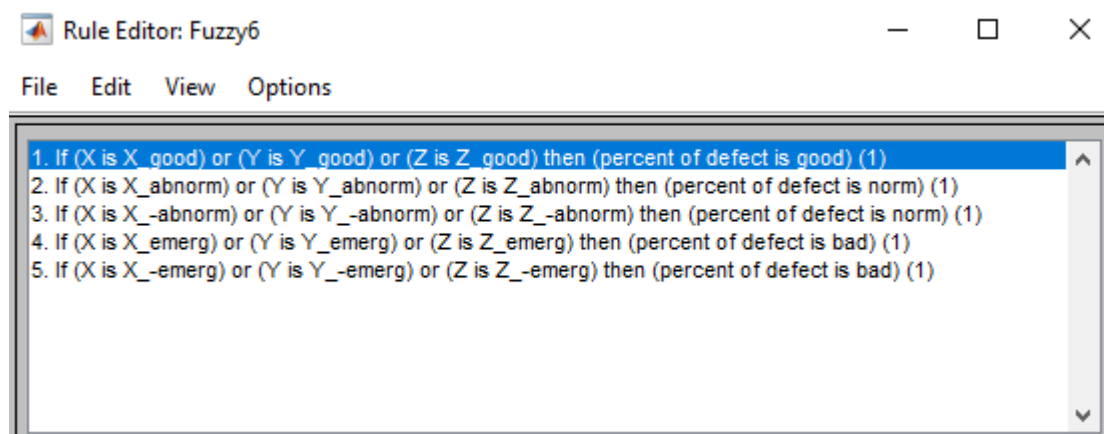 Rule Editor: Fuzzy6
File Edit View Options
1. If (X is X_good) or (Y is Y_good) or (Z is Z_good) then (percent of defect is good) (1)
2. If (X is X_abnorm) or (Y is Y_abnorm) or (Z is Z_abnorm) then (percent of defect is norm) (1)
3. If (X is X_-abnorm) or (Y is Y_-abnorm) or (Z is Z_-abnorm) then (percent of defect is norm) (1)
4. If (X is X_emerg) or (Y is Y_emerg) or (Z is Z_emerg) then (percent of defect is bad) (1)
5. If (X is X_-emerg) or (Y is Y_-emerg) or (Z is Z_-emerg) then (percent of defect is bad) (1)